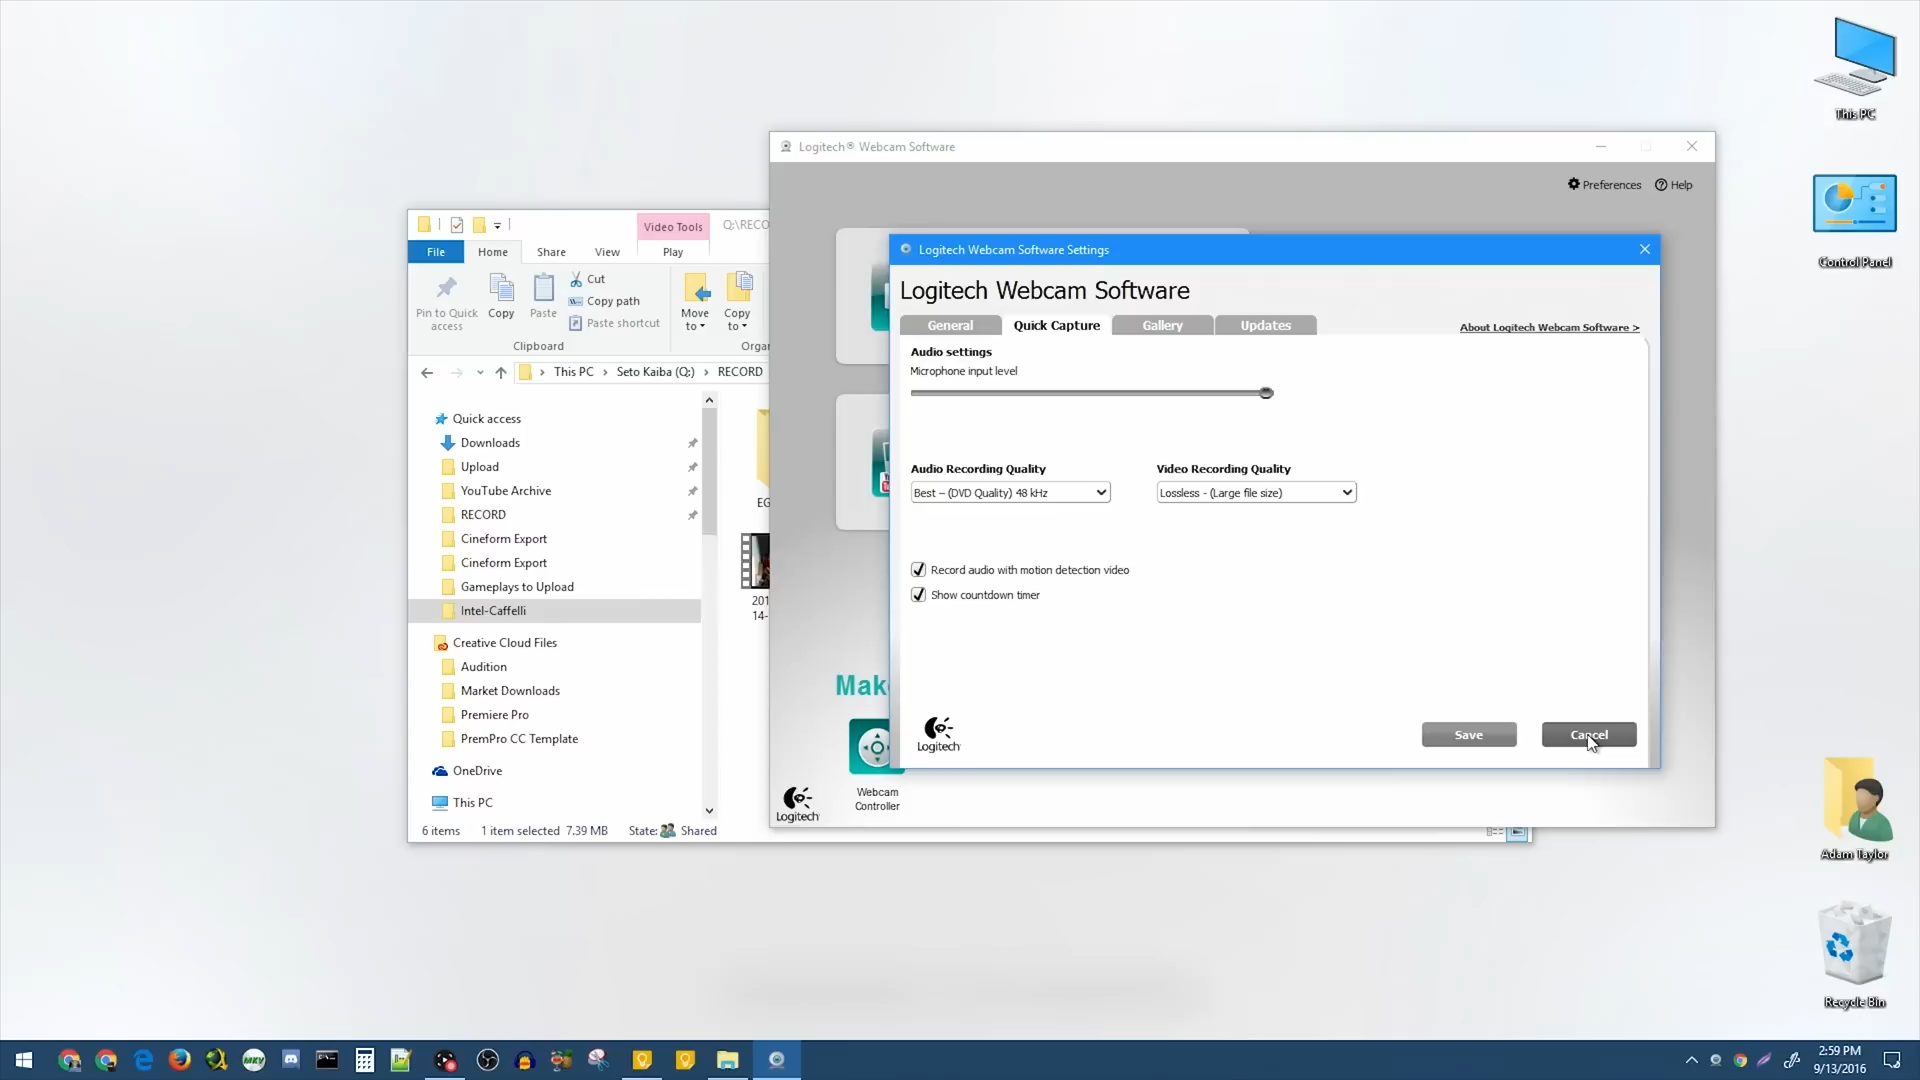 This PC
Control Panel
Adam Taylor
Recycle Bin
Logitech® Webcam Software
Preferences
Help
Video Tools
Q:\RECO
File
Home
Share
View
Play
Pin to Quick
access
Copy
Paste
Cut
Copy path
Paste shortcut
Move
to
Copy
to
Clipboard
Organ
This PC
Seto Kaiba (Q:)
RECORD
Quick access
Downloads
Upload
YouTube Archive
RECORD
Cineform Export
Cineform Export
Gameplays to Upload
Intel-Caffelli
Creative Cloud Files
Audition
Market Downloads
Premiere Pro
PremPro CC Template
OneDrive
This PC
6 items
1 item selected 7.39 MB
State:
Shared
EG
201
14-
Mak
Webcam
Controller
Logitech
Logitech Webcam Software Settings
Logitech Webcam Software
General
Quick Capture
Gallery
Updates
About Logitech Webcam Software >
Audio settings
Microphone input level
Audio Recording Quality
Video Recording Quality
Best – (DVD Quality) 48 kHz
Lossless - (Large file size)
Record audio with motion detection video
Show countdown timer
Logitech
Save
Cancel
MKV
2:59 PM
9/13/2016